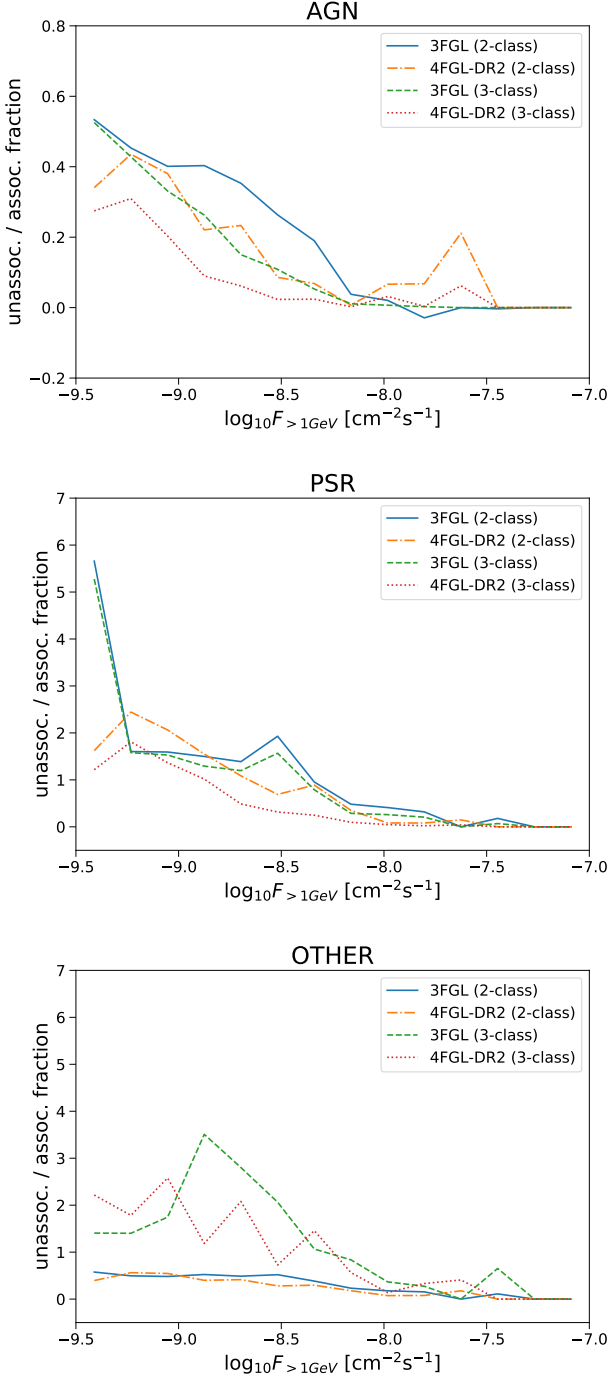 AGN
unassoc. / assoc. fraction
0.8
0.6
0.4
0.2
0.0
−0.2
3FGL (2-class)
4FGL-DR2 (2-class)
3FGL (3-class)
4FGL-DR2 (3-class)
−9.5 −9.0 −8.5 −8.0 −7.5 −7.0
log₁₀F>1GeV [cm⁻²s⁻¹]
PSR
unassoc. / assoc. fraction
7
6
5
4
3
2
1
0
3FGL (2-class)
4FGL-DR2 (2-class)
3FGL (3-class)
4FGL-DR2 (3-class)
−9.5 −9.0 −8.5 −8.0 −7.5 −7.0
log₁₀F>1GeV [cm⁻²s⁻¹]
OTHER
unassoc. / assoc. fraction
7
6
5
4
3
2
1
0
3FGL (2-class)
4FGL-DR2 (2-class)
3FGL (3-class)
4FGL-DR2 (3-class)
−9.5 −9.0 −8.5 −8.0 −7.5 −7.0
log₁₀F>1GeV [cm⁻²s⁻¹]